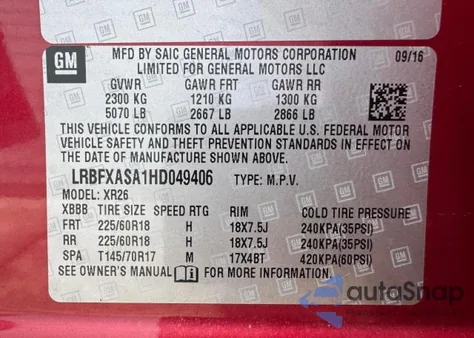 GM
MFD BY SAIC GENERAL MOTORS CORPORATION 09/16
LIMITED FOR GENERAL MOTORS LLC
GVWR GAWR FRT GAWR RR
2300 KG 1210 KG 1300 KG
5070 LB 2667 LB 2866 LB
THIS VEHICLE CONFORMS TO ALL APPLICABLE U.S. FEDERAL MOTOR
VEHICLE SAFETY AND THEFT PREVENTION STANDARDS IN EFFECT ON
THE DATE OF MANUFACTURE SHOWN ABOVE.
LRBFXASA1HD049406 TYPE: M.P.V.
MODEL: XR26
XBBB TIRE SIZE SPEED RTG RIM COLD TIRE PRESSURE
FRT 225/60R18 H 18X7.5J 240KPA(35PSI)
RR 225/60R18 H 18X7.5J 240KPA(35PSI)
SPA T145/70R17 M 17X4BT 420KPA(60PSI)
SEE OWNER'S MANUAL FOR MORE INFORMATION
autoSnap